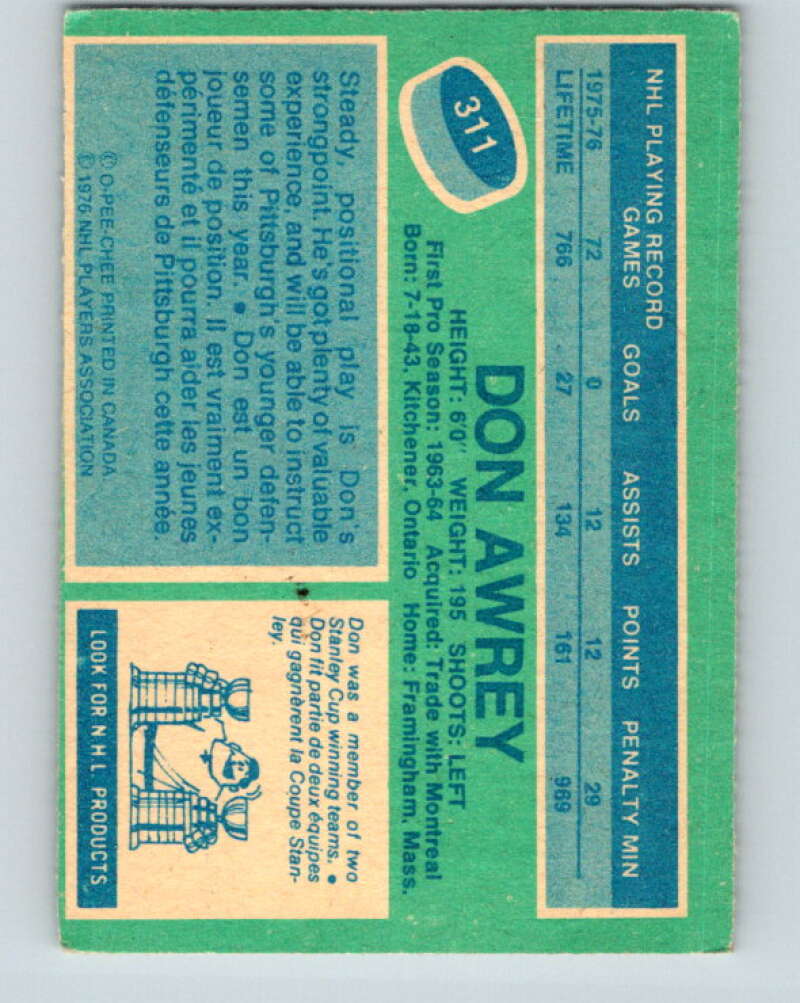 NHL PLAYING RECORD
GAMES GOALS ASSISTS POINTS PENALTY MIN
1975-76 72 0 12 12 29
LIFETIME 766 27 134 161 969
311
DON AWREY
HEIGHT: 6'0" WEIGHT: 195 SHOOTS: LEFT
First Pro Season: 1963-64 Acquired: Trade with Montreal
Born: 7-18-43, Kitchener, Ontario Home: Framingham, Mass.
Steady, positional play is Don's
strongpoint. He's got plenty of valuable
experience, and will be able to instruct
some of Pittsburgh's younger defen-
semen this year. • Don est un bon
joueur de position. Il est vraiment ex-
périmenté et il pourra aider les jeunes
défenseurs de Pittsburgh cette année.
© O-PEE-CHEE PRINTED IN CANADA
© 1976 NHL PLAYERS ASSOCIATION
Don was a member of two
Stanley Cup winning teams. •
Don fit partie de deux équipes
qui gagnèrent la Coupe Stan-
ley.
LOOK FOR N.H.L. PRODUCTS